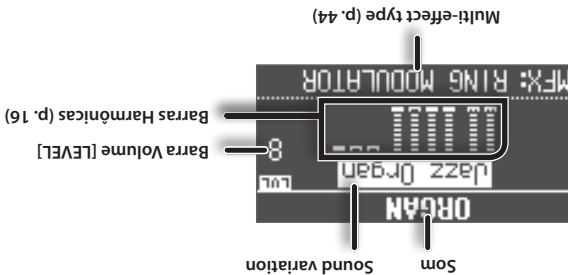 Som
Sound variation
ORGAN
Jazz Organ
LVL
8
Barra Volume [LEVEL]
Barras Harmônicas (p. 16)
MFX: RING MODULATOR
Multi-effect type (p. 44)